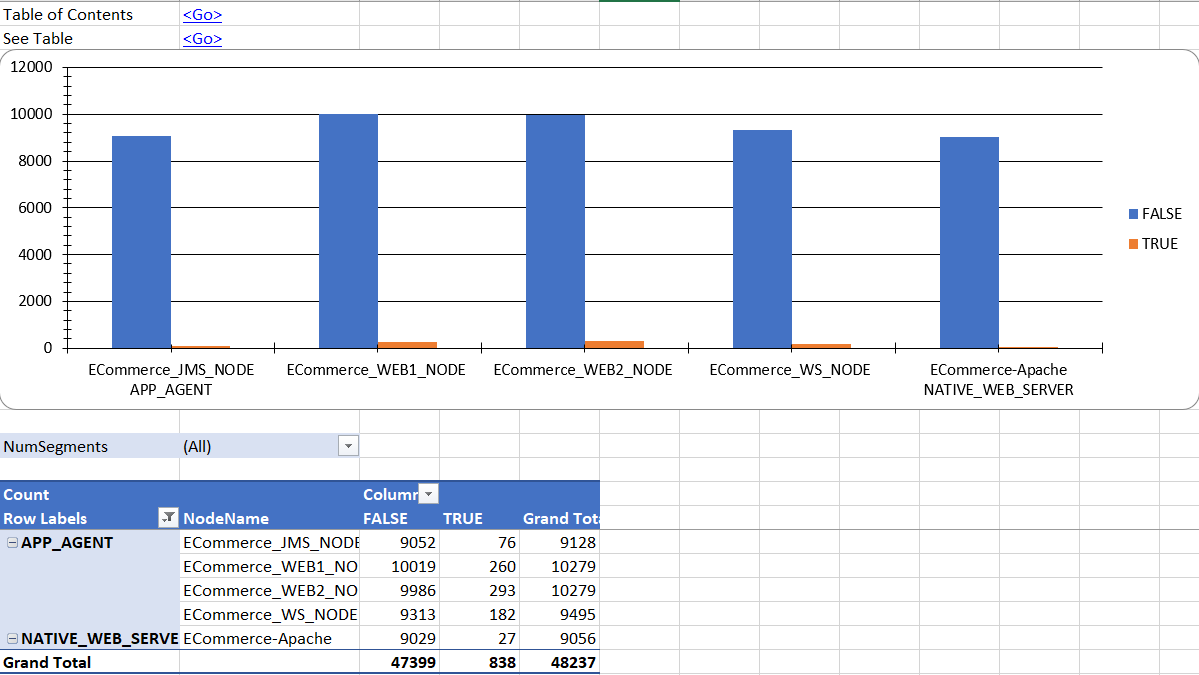 Table of Contents <Go>
See Table <Go>
12000
10000
8000
6000
4000
2000
0
FALSE
TRUE
ECommerce_JMS_NODE ECommerce_WEB1_NODE ECommerce_WEB2_NODE ECommerce_WS_NODE ECommerce-Apache
APP_AGENT NATIVE_WEB_SERVER
NumSegments (All)
Count Column
Row Labels NodeName FALSE TRUE Grand Tota
APP_AGENT ECommerce_JMS_NODE 9052 76 9128
ECommerce_WEB1_NO 10019 260 10279
ECommerce_WEB2_NO 9986 293 10279
ECommerce_WS_NODE 9313 182 9495
NATIVE_WEB_SERVE ECommerce-Apache 9029 27 9056
Grand Total 47399 838 48237